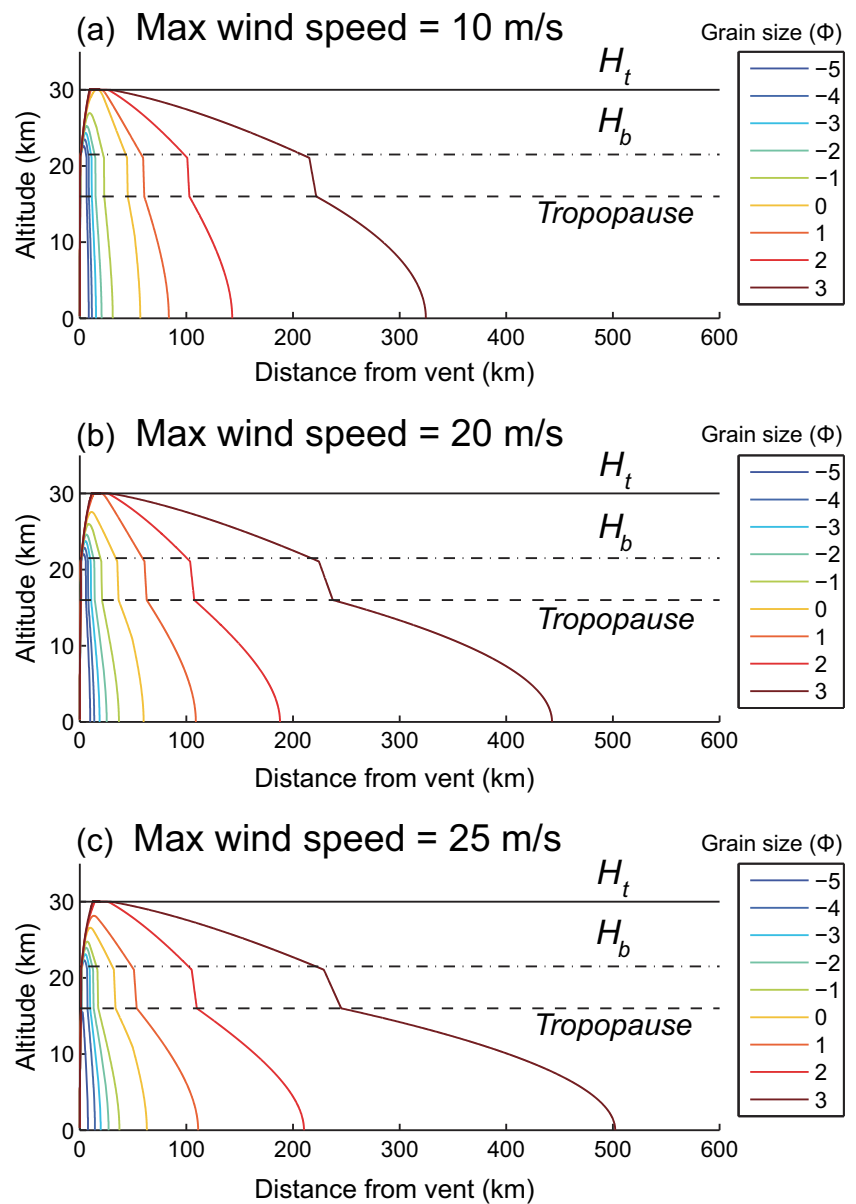 (a) Max wind speed = 10 m/s
Grain size (Φ)
Altitude (km)
30
20
10
0
H_t
H_b
Tropopause
−5
−4
−3
−2
−1
0
1
2
3
0 100 200 300 400 500 600
Distance from vent (km)
(b) Max wind speed = 20 m/s
Grain size (Φ)
Altitude (km)
30
20
10
0
H_t
H_b
Tropopause
−5
−4
−3
−2
−1
0
1
2
3
0 100 200 300 400 500 600
Distance from vent (km)
(c) Max wind speed = 25 m/s
Grain size (Φ)
Altitude (km)
30
20
10
0
H_t
H_b
Tropopause
−5
−4
−3
−2
−1
0
1
2
3
0 100 200 300 400 500 600
Distance from vent (km)